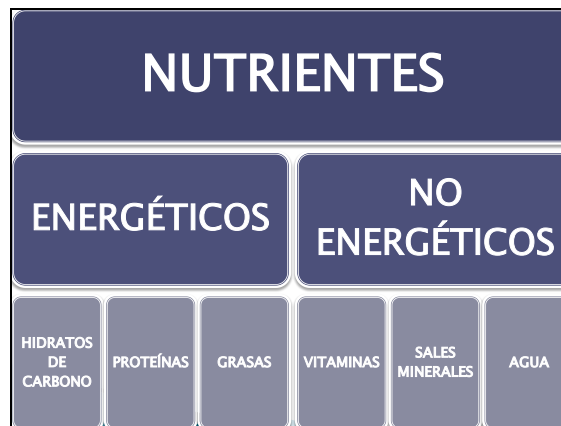 NUTRIENTES
ENERGÉTICOS
NO
ENERGÉTICOS
HIDRATOS
DE
CARBONO
PROTEÍNAS
GRASAS
VITAMINAS
SALES
MINERALES
AGUA